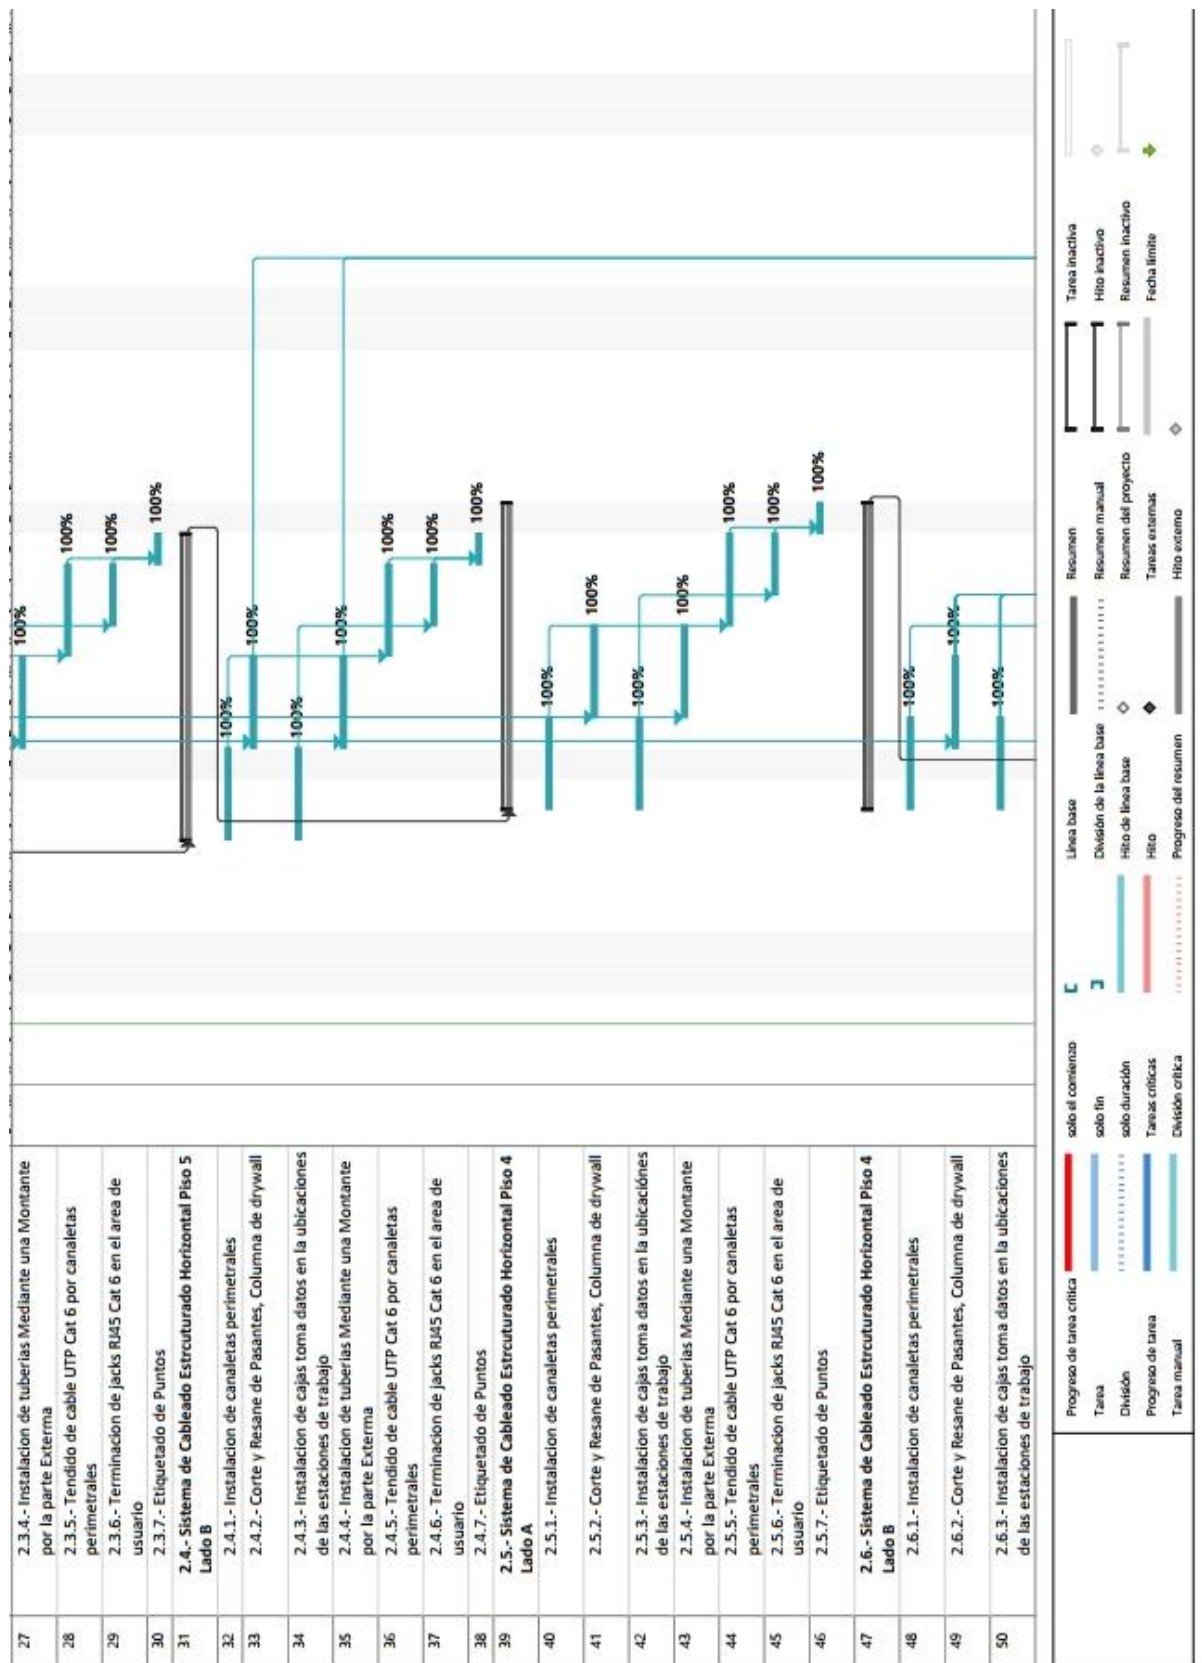 27
2.3.4.- Instalacion de tuberias Mediante una Montante
por la parte Exterma
100%
28
2.3.5.- Tendido de cable UTP Cat 6 por canaletas
perimetrales
100%
29
2.3.6.- Terminacion de jacks RJ45 Cat 6 en el area de
usuario
100%
30
2.3.7.- Etiquetado de Puntos
100%
31
2.4.- Sistema de Cableado Estrcuturado Horizontal Piso 5
Lado B
32
2.4.1.- Instalacion de canaletas perimetrales
100%
33
2.4.2.- Corte y Resane de Pasantes, Columna de drywall
100%
34
2.4.3.- Instalacion de cajas toma datos en la ubicaciones
de las estaciones de trabajo
100%
35
2.4.4.- Instalacion de tuberias Mediante una Montante
por la parte Exterma
100%
36
2.4.5.- Tendido de cable UTP Cat 6 por canaletas
perimetrales
100%
37
2.4.6.- Terminacion de jacks RJ45 Cat 6 en el area de
usuario
100%
38
2.4.7.- Etiquetado de Puntos
100%
39
2.5.- Sistema de Cableado Estrcuturado Horizontal Piso 4
Lado A
40
2.5.1.- Instalacion de canaletas perimetrales
100%
41
2.5.2.- Corte y Resane de Pasantes, Columna de drywall
100%
42
2.5.3.- Instalacion de cajas toma datos en la ubicaciónes
de las estaciones de trabajo
100%
43
2.5.4.- Instalacion de tuberias Mediante una Montante
por la parte Exterma
100%
44
2.5.5.- Tendido de cable UTP Cat 6 por canaletas
perimetrales
100%
45
2.5.6.- Terminacion de jacks RJ45 Cat 6 en el area de
usuario
100%
46
2.5.7.- Etiquetado de Puntos
100%
47
2.6.- Sistema de Cableado Estrcuturado Horizontal Piso 4
Lado B
48
2.6.1.- Instalacion de canaletas perimetrales
100%
49
2.6.2.- Corte y Resane de Pasantes, Columna de drywall
100%
50
2.6.3.- Instalacion de cajas toma datos en la ubicaciones
de las estaciones de trabajo
100%
Progreso de tarea crítica
Tarea
División
Progreso de tarea
Tarea manual
solo el comienzo
solo fin
solo duración
Tareas críticas
División crítica
Línea base
División de la línea base
Hito de línea base
Hito
Progreso del resumen
Resumen
Resumen manual
Resumen del proyecto
Tareas externas
Hito externo
Tarea inactiva
Hito inactivo
Resumen inactivo
Fecha límite